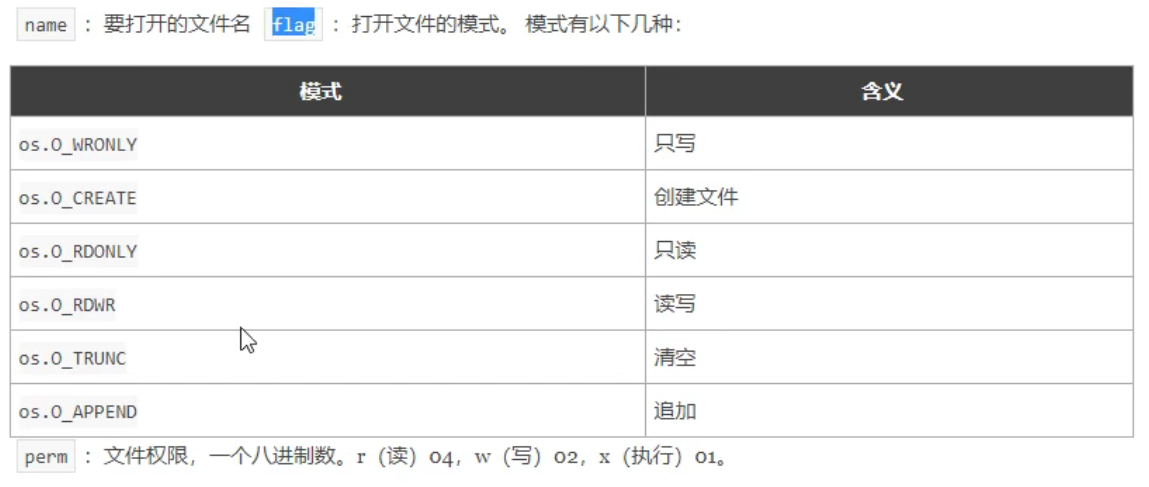 name : 要打开的文件名 flag : 打开文件的模式。 模式有以下几种:
模式 含义
os.O_WRONLY 只写
os.O_CREATE 创建文件
os.O_RDONLY 只读
os.O_RDWR 读写
os.O_TRUNC 清空
os.O_APPEND 追加
perm : 文件权限，一个八进制数。r（读）04，w（写）02，x（执行）01。